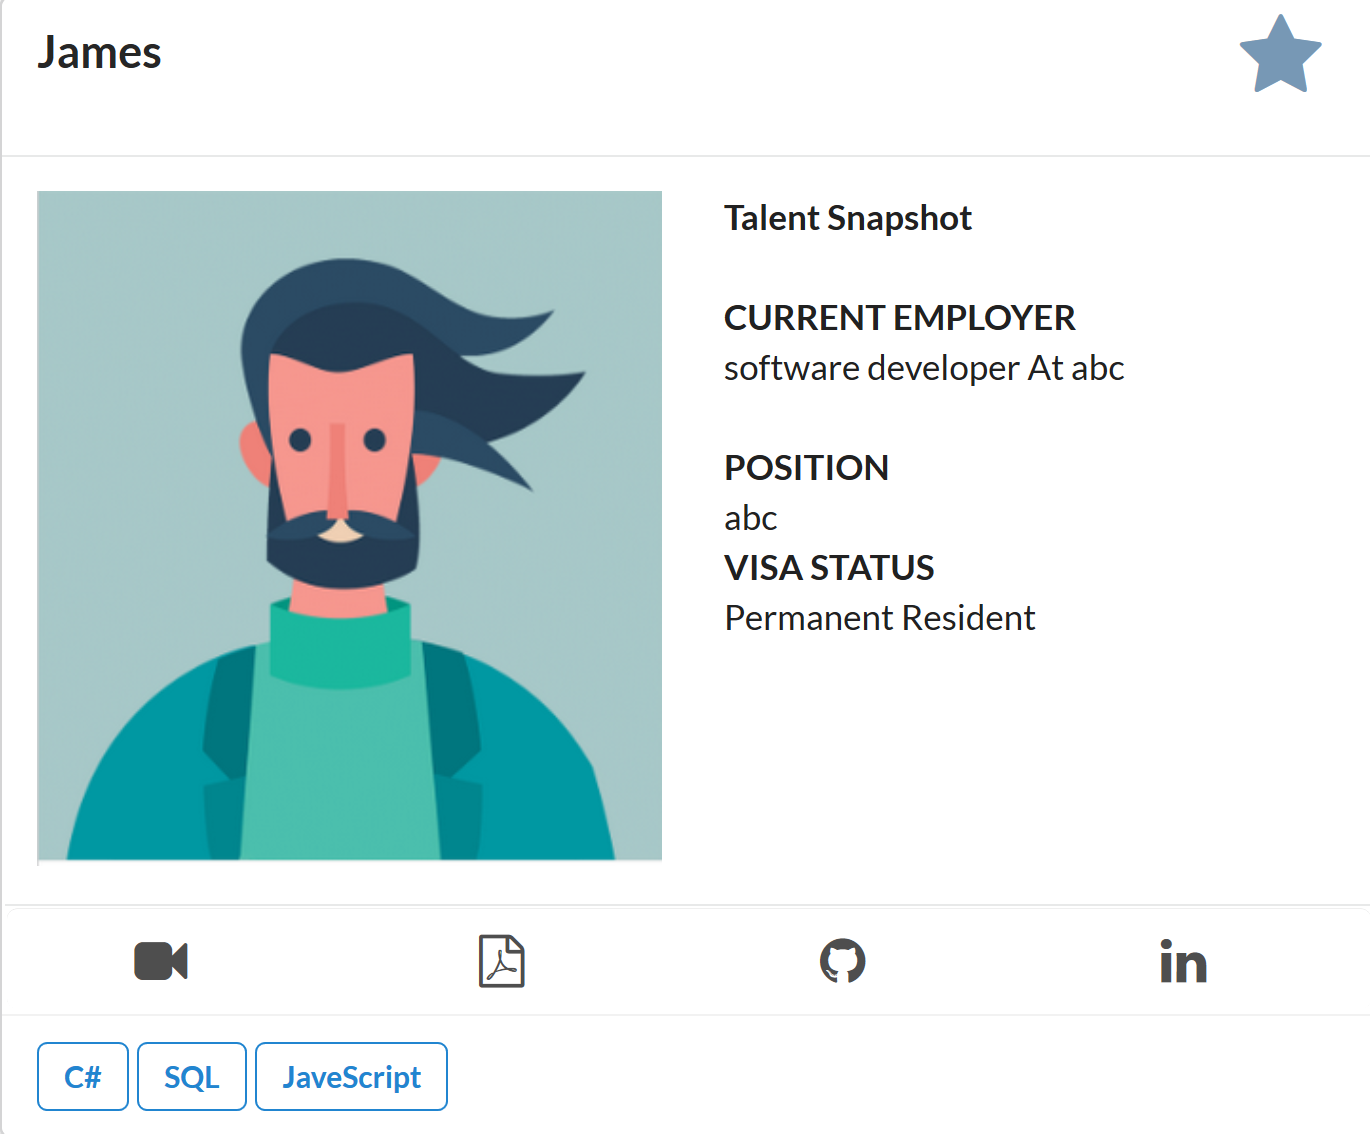 James
Talent Snapshot
CURRENT EMPLOYER
software developer At abc
POSITION
abc
VISA STATUS
Permanent Resident
in
C# SQL JaveScript